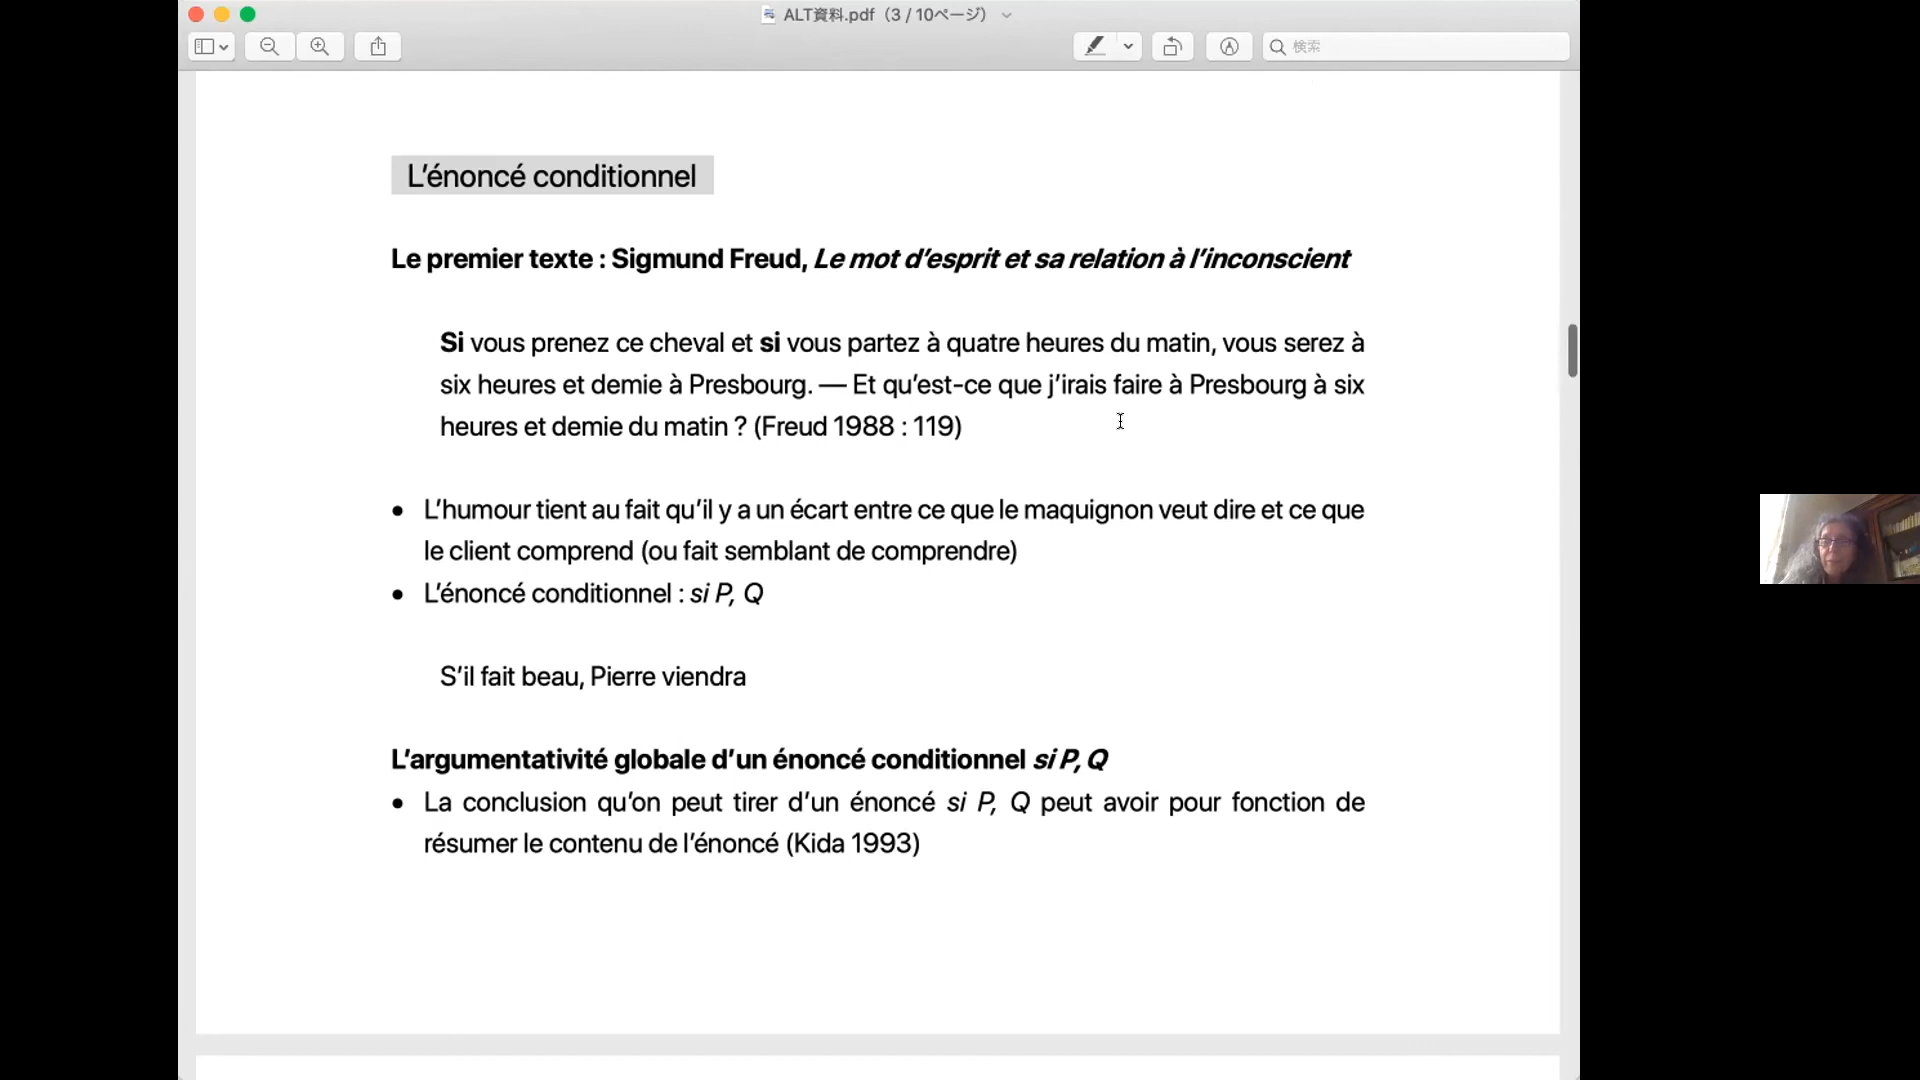 ALT資料.pdf（3 / 10ページ）
検索
L’énoncé conditionnel
Le premier texte : Sigmund Freud, Le mot d’esprit et sa relation à l’inconscient
Si vous prenez ce cheval et si vous partez à quatre heures du matin, vous serez à
six heures et demie à Presbourg. — Et qu’est-ce que j’irais faire à Presbourg à six
heures et demie du matin ? (Freud 1988 : 119)
• L’humour tient au fait qu’il y a un écart entre ce que le maquignon veut dire et ce que
le client comprend (ou fait semblant de comprendre)
• L’énoncé conditionnel : si P, Q
S’il fait beau, Pierre viendra
L’argumentativité globale d’un énoncé conditionnel si P, Q
• La conclusion qu’on peut tirer d’un énoncé si P, Q peut avoir pour fonction de
résumer le contenu de l’énoncé (Kida 1993)